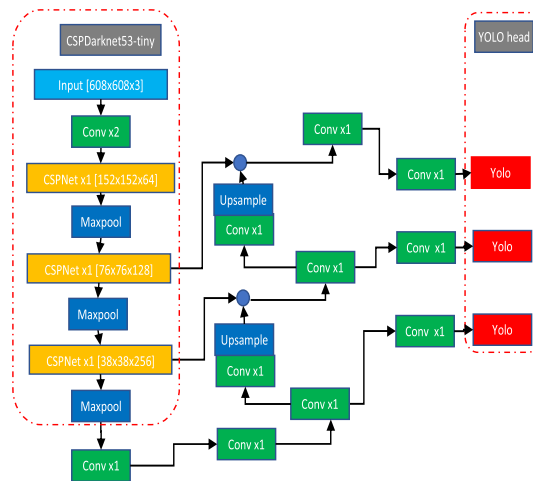 CSPDarknet53-tiny
YOLO head
Input [608x608x3]
Conv x2
CSPNet x1 [152x152x64]
Maxpool
CSPNet x1 [76x76x128]
Maxpool
CSPNet x1 [38x38x256]
Maxpool
Conv x1
Conv x1
Conv x1
Upsample
Conv x1
Conv x1
Upsample
Conv x1
Conv x1
Conv x1
Yolo
Conv x1
Yolo
Conv x1
Yolo